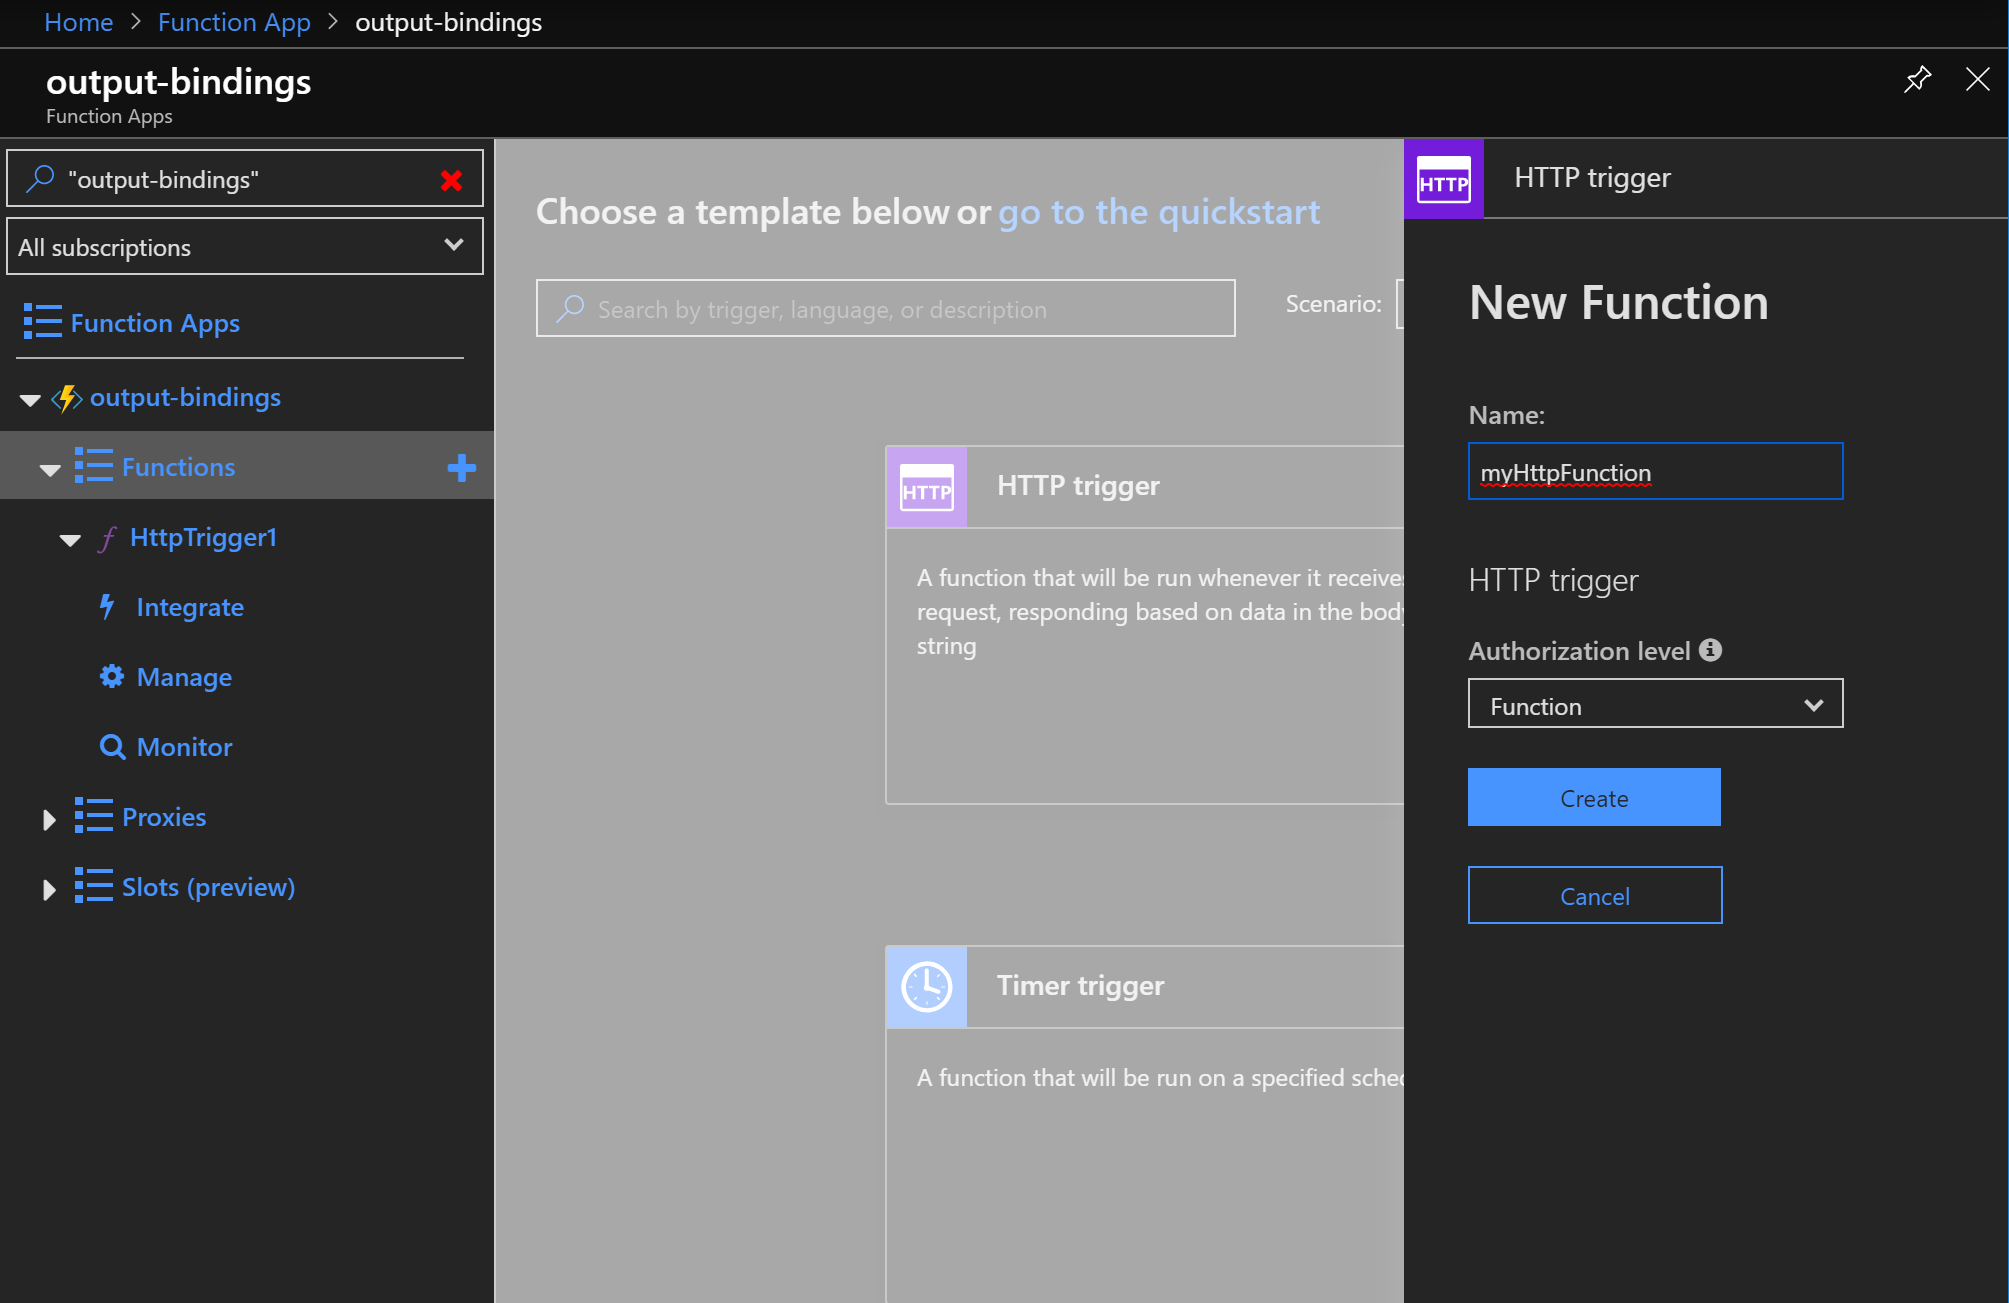 Home > Function App > output-bindings
output-bindings
Function Apps
"output-bindings"
All subscriptions
Function Apps
output-bindings
Functions
HttpTrigger1
Integrate
Manage
Monitor
Proxies
Slots (preview)
Choose a template below or go to the quickstart
Search by trigger, language, or description
Scenario:
HTTP
HTTP trigger
A function that will be run whenever it receives
request, responding based on data in the body
string
Timer trigger
A function that will be run on a specified
HTTP
HTTP trigger
New Function
Name:
myHttpFunction
HTTP trigger
Authorization level
Function
Create
Cancel